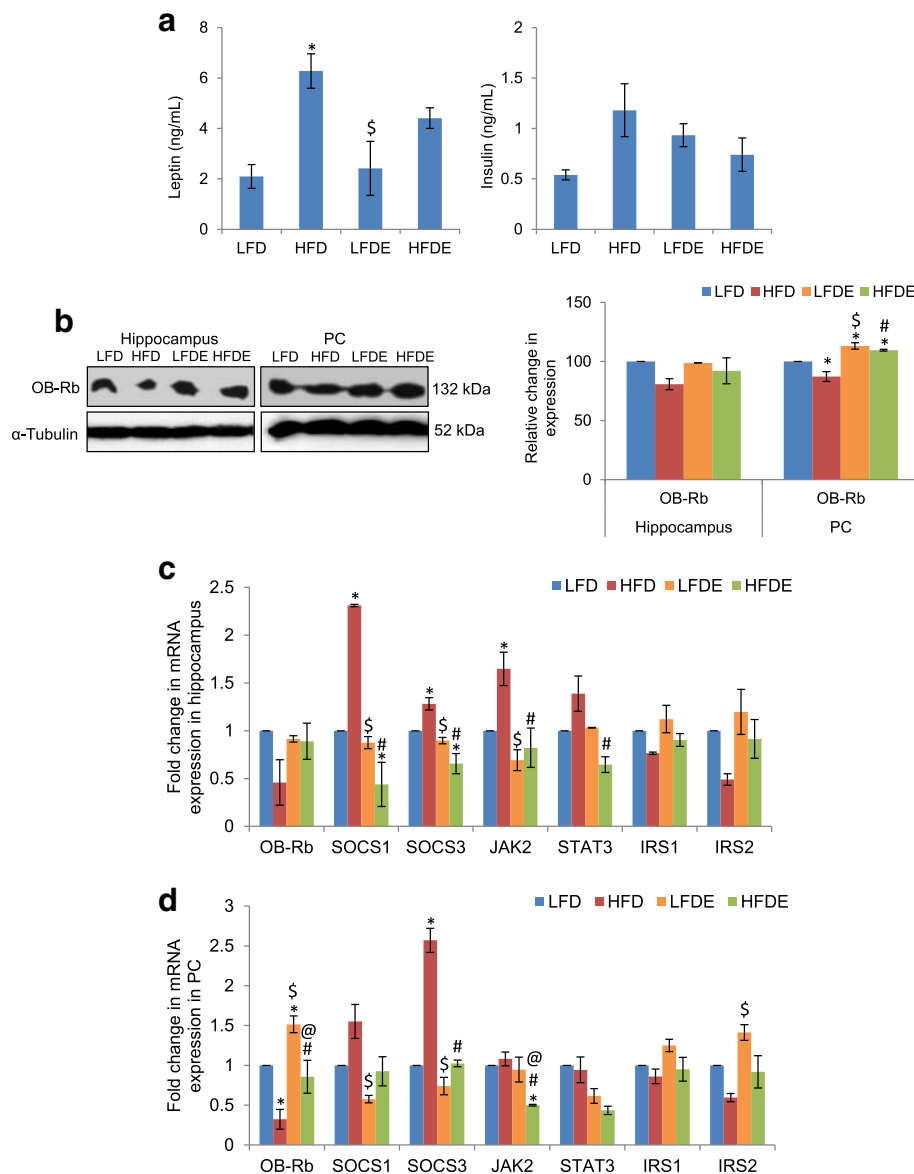 a
8
6
4
2
0
Leptin (ng/mL)
*
$
LFD HFD LFDE HFDE
2
1.5
1
0.5
0
Insulin (ng/mL)
LFD HFD LFDE HFDE
b
Hippocampus
LFD HFD LFDE HFDE
PC
LFD HFD LFDE HFDE
OB-Rb
132 kDa
α-Tubulin
52 kDa
LFD HFD LFDE HFDE
150
100
50
0
Relative change in
expression
*
$
*
#
*
OB-Rb OB-Rb
Hippocampus PC
c
LFD HFD LFDE HFDE
2.5
2
1.5
1
0.5
0
Fold change in mRNA
expression in hippocampus
*
$
#
*
*
$
#
*
*
$
#
#
OB-Rb SOCS1 SOCS3 JAK2 STAT3 IRS1 IRS2
d
LFD HFD LFDE HFDE
3
2.5
2
1.5
1
0.5
0
Fold change in mRNA
expression in PC
*
$
*
@
#
$
*
$
#
@
#
*
$
OB-Rb SOCS1 SOCS3 JAK2 STAT3 IRS1 IRS2